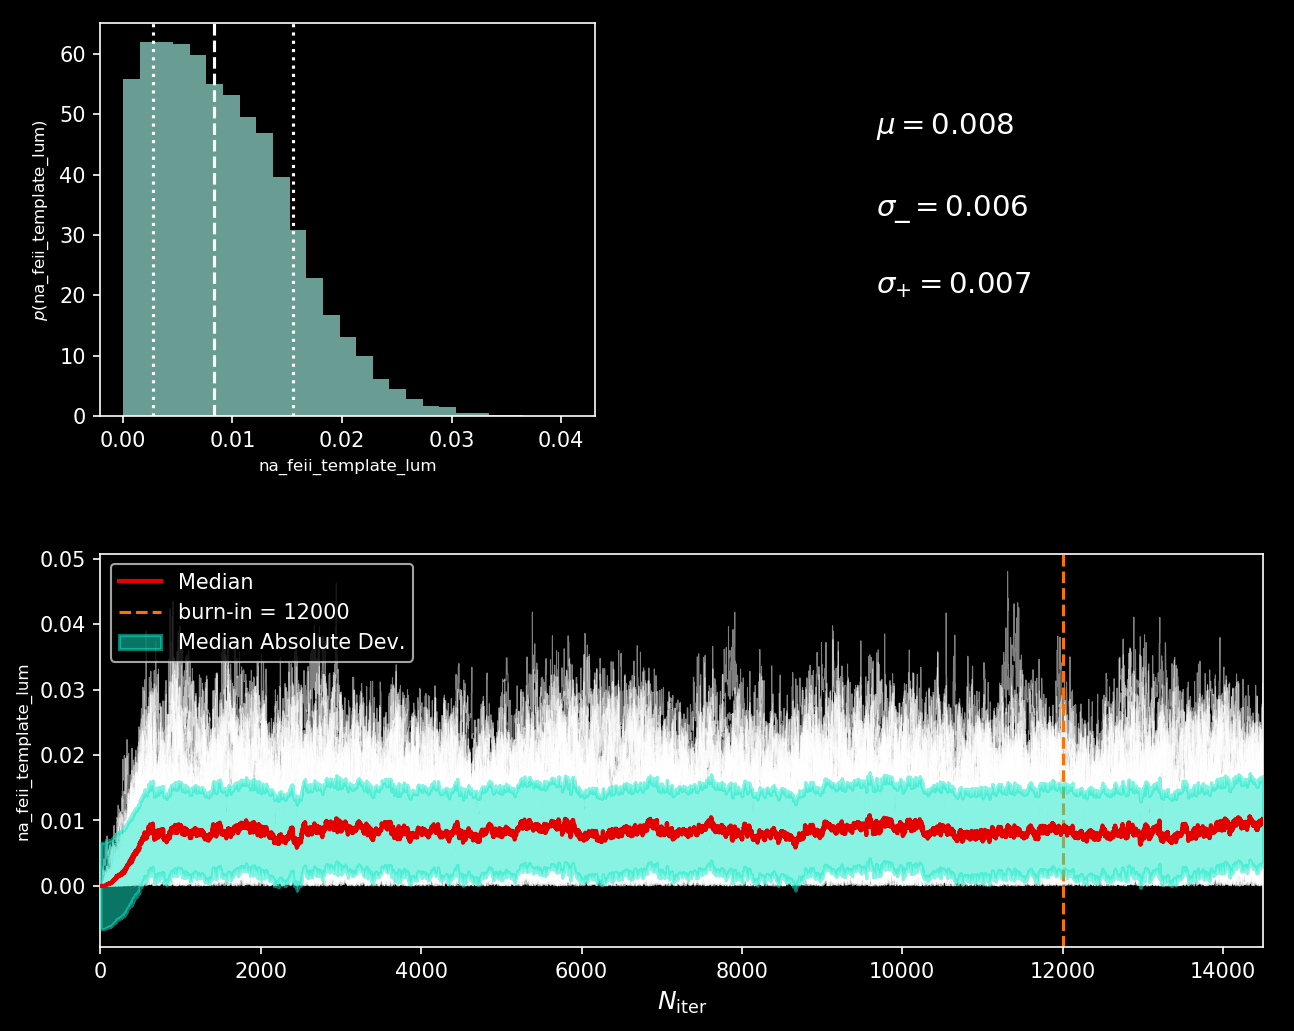 60
50
40
30
20
10
0
p(na_feii_template_lum)
0.00 0.01 0.02 0.03 0.04
na_feii_template_lum
μ = 0.008
σ₋ = 0.006
σ₊ = 0.007
0.05
0.04
0.03
0.02
0.01
0.00
na_feii_template_lum
Median
burn-in = 12000
Median Absolute Dev.
0 2000 4000 6000 8000 10000 12000 14000
N_iter